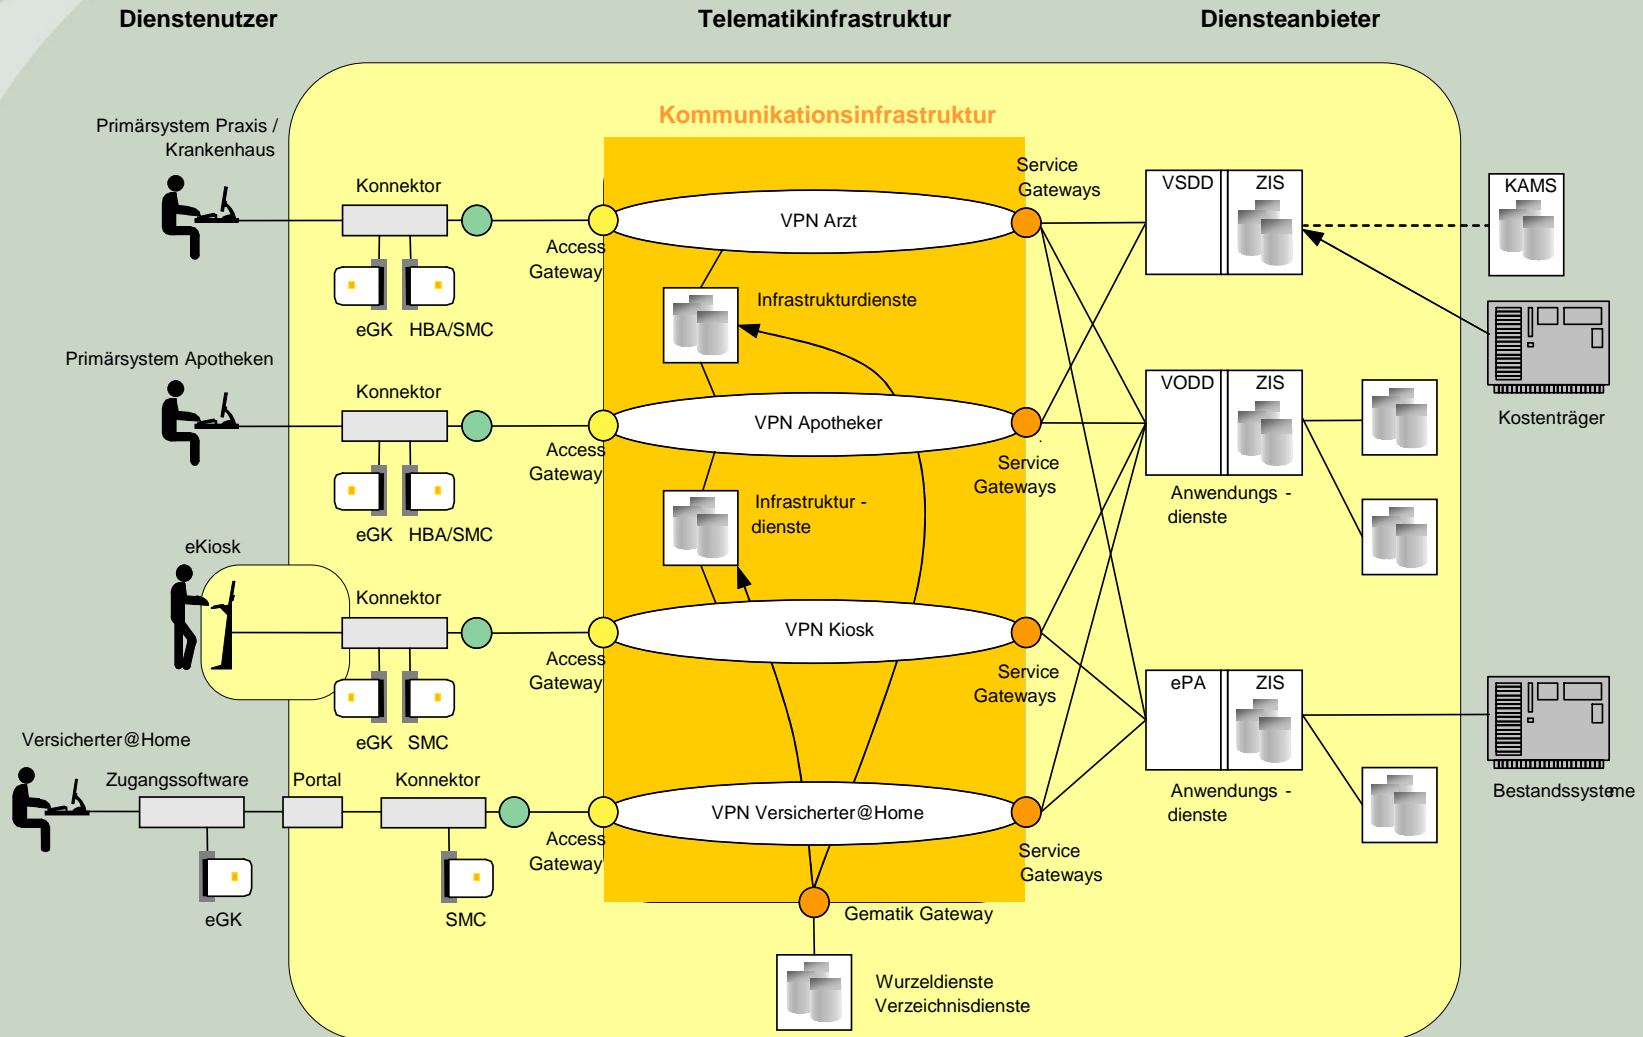 Dienstenutzer
Telematikinfrastruktur
Diensteanbieter
Kommunikationsinfrastruktur
Primärsystem Praxis /
Krankenhaus
Konnektor
eGK
HBA/SMC
Access
Gateway
VPN Arzt
Service
Gateways
VSDD
ZIS
KAMS
Infrastrukturdienste
Kostenträger
Primärsystem Apotheken
Konnektor
eGK
HBA/SMC
Access
Gateway
VPN Apotheker
Service
Gateways
VODD
ZIS
Anwendungs -
dienste
Infrastruktur -
dienste
eKiosk
Konnektor
eGK
SMC
Access
Gateway
VPN Kiosk
Service
Gateways
ePA
ZIS
Anwendungs -
dienste
Bestandssysteme
Versicherter@Home
Zugangssoftware
Portal
Konnektor
eGK
SMC
Access
Gateway
VPN Versicherter@Home
Service
Gateways
Gematik Gateway
Wurzeldienste
Verzeichnisdienste